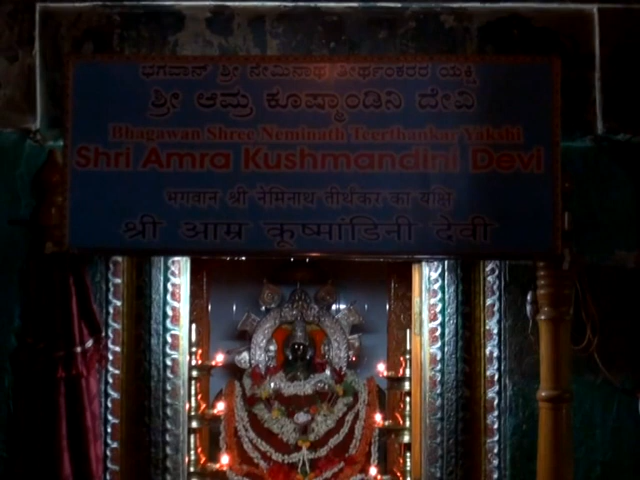 ಭಗವಾನ್ ಶ್ರೀ ನೇಮಿನಾಥ ತೀರ್ಥಂಕರರ ಯಕ್ಷಿ
ಶ್ರೀ ಆಮ್ರ ಕೂಷ್ಮಾಂಡಿನಿ ದೇವಿ
Bhagawan Shree Neminath Teerthankar Yakshi
Shri Amra Kushmandini Devi
भगवान श्री नेमिनाथ तीर्थंकर का यक्षि
श्री आम्र कूष्मांडिनी देवी